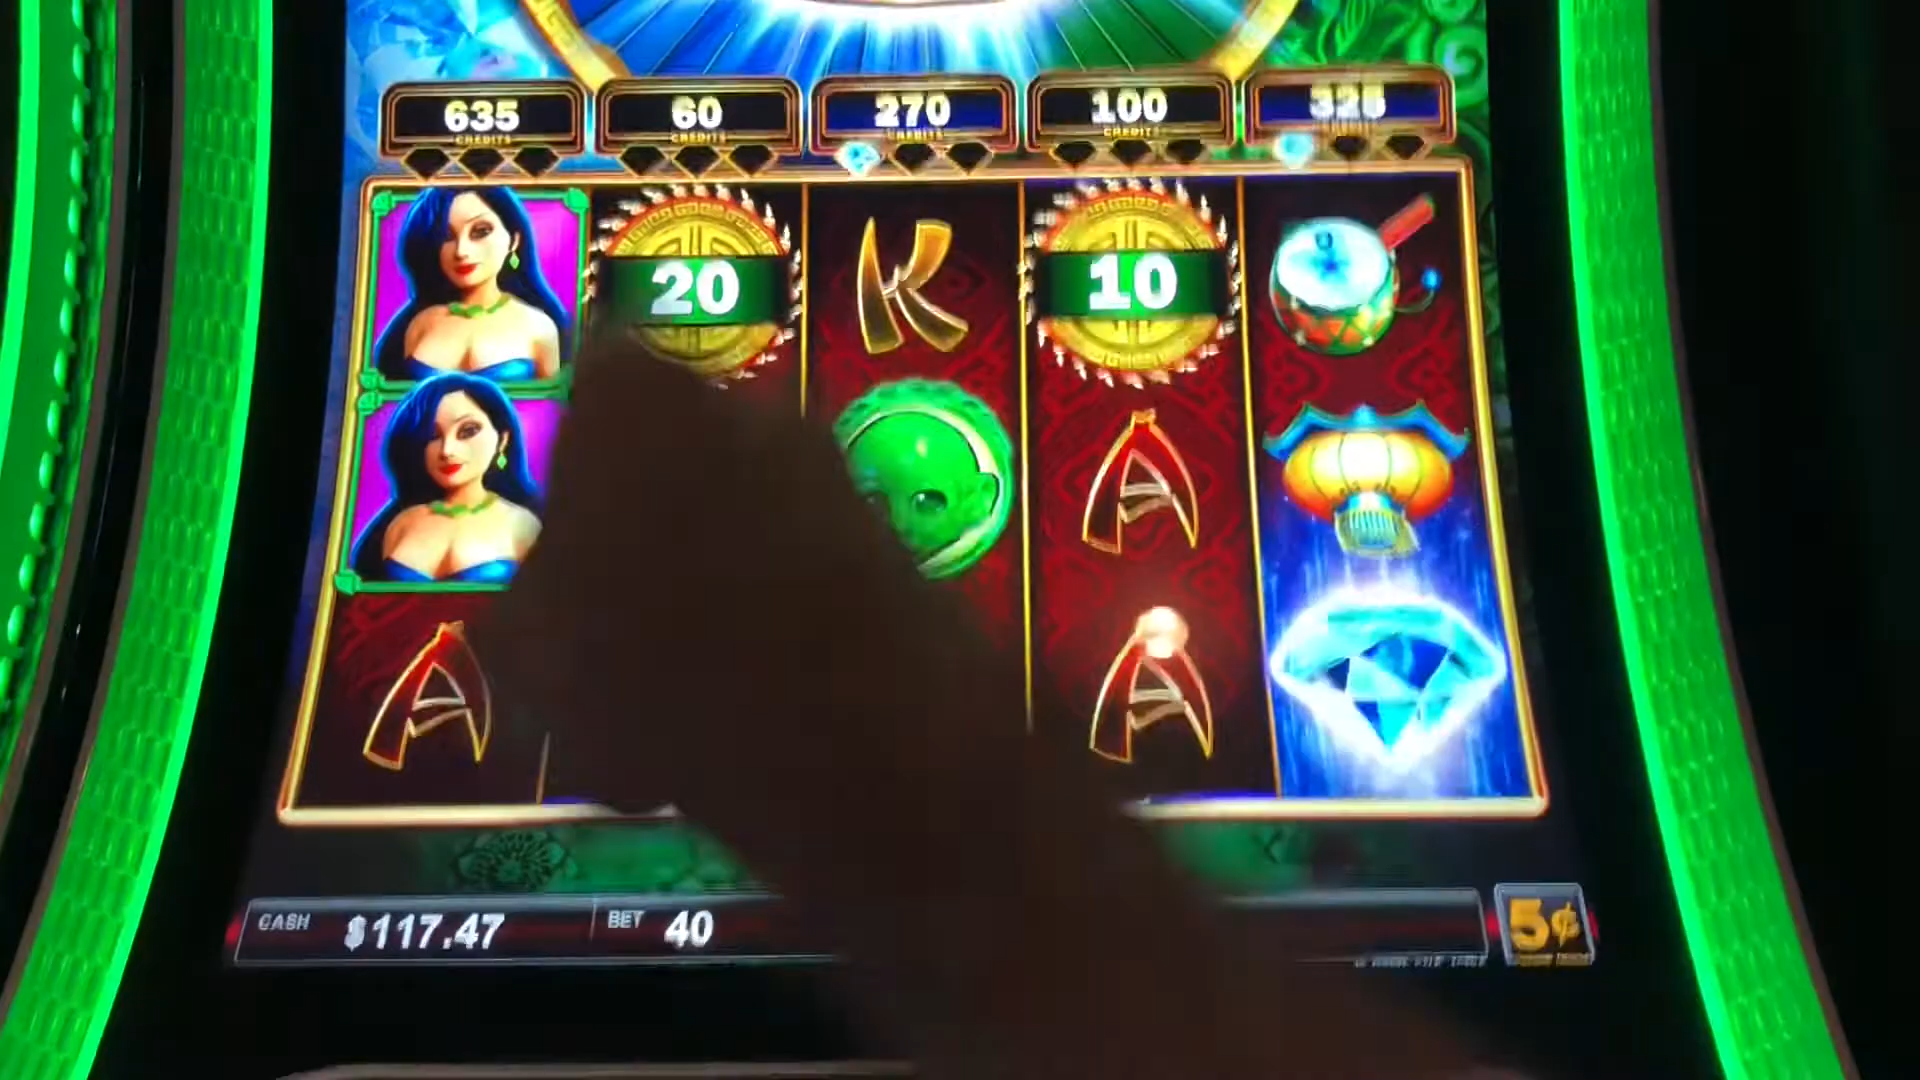 635 60 270 100
CREDITS CREDITS CREDITS CREDITS
20 K 10
A
A A
CASH $117.47 BET 40 5¢